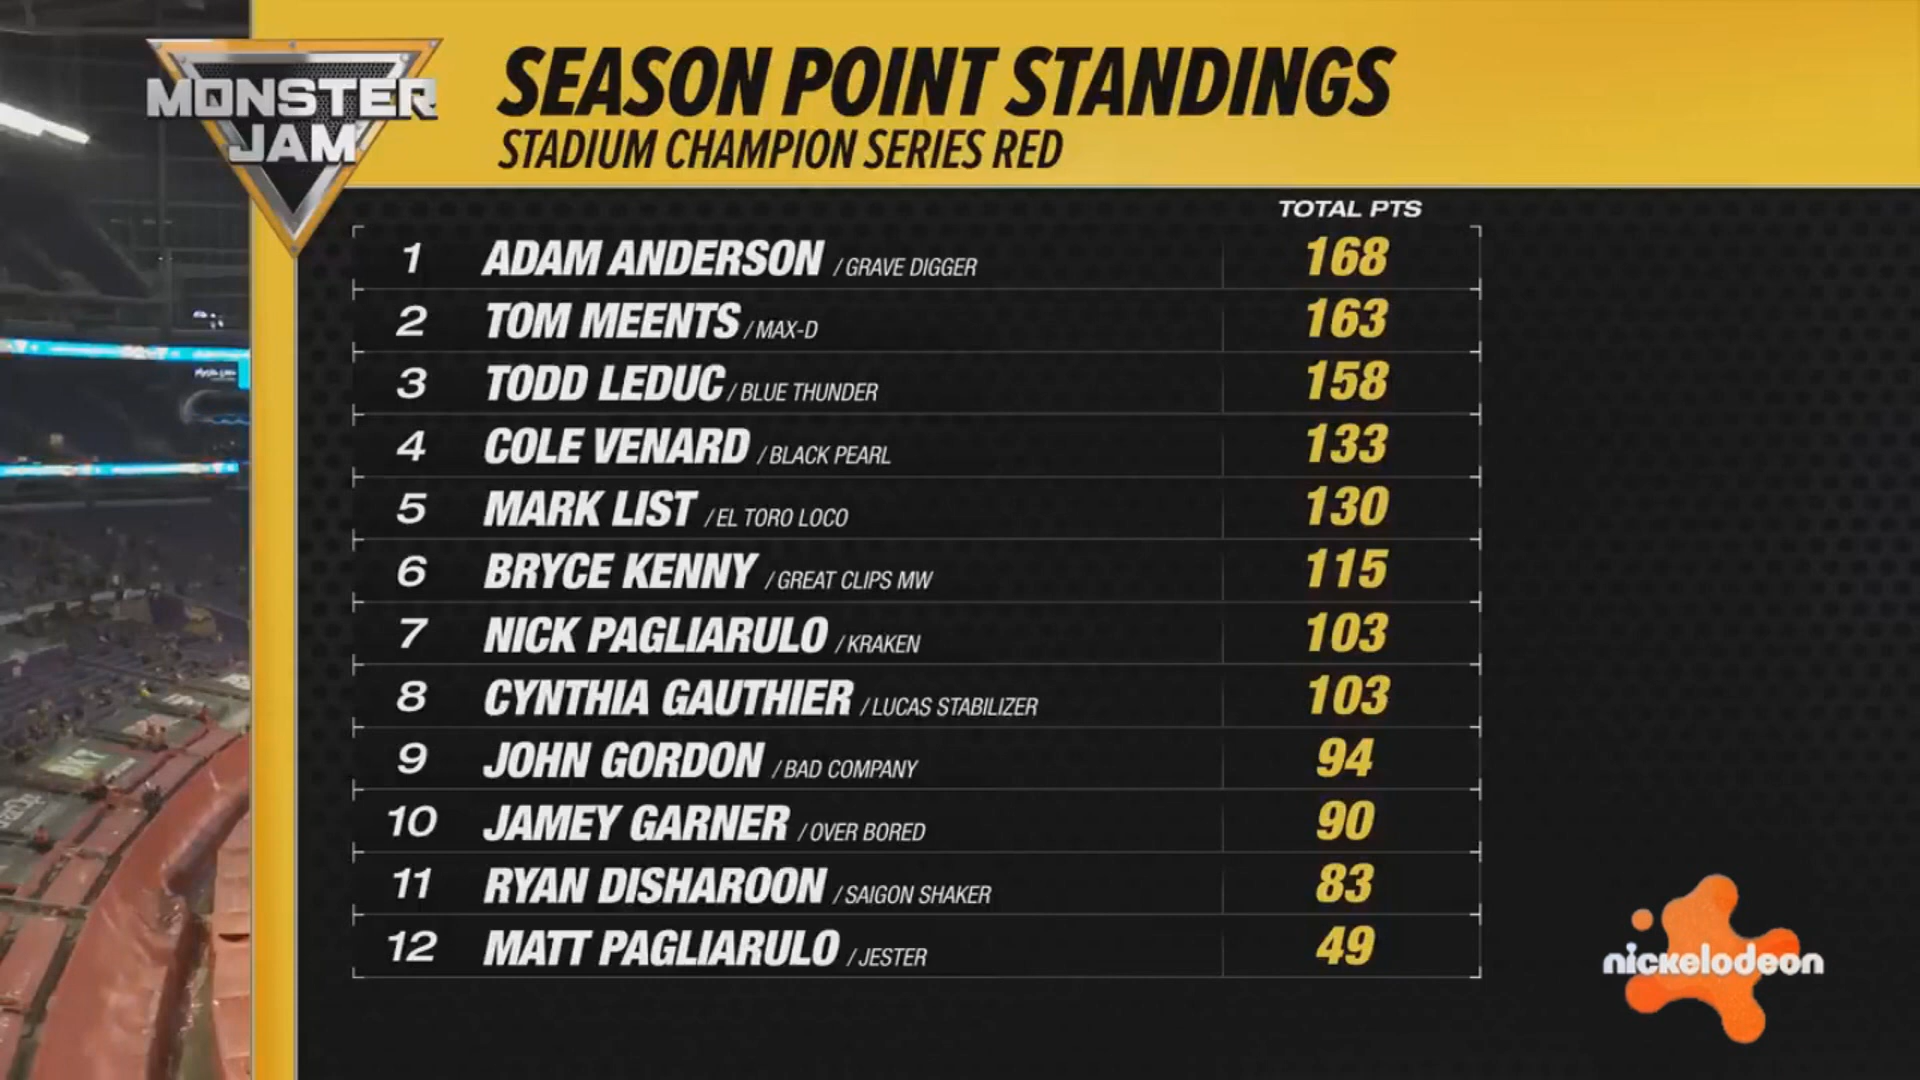 MONSTER
JAM
SEASON POINT STANDINGS
STADIUM CHAMPION SERIES RED
TOTAL PTS
1 ADAM ANDERSON / GRAVE DIGGER 168
2 TOM MEENTS / MAX-D 163
3 TODD LEDUC / BLUE THUNDER 158
4 COLE VENARD / BLACK PEARL 133
5 MARK LIST / EL TORO LOCO 130
6 BRYCE KENNY / GREAT CLIPS MW 115
7 NICK PAGLIARULO / KRAKEN 103
8 CYNTHIA GAUTHIER / LUCAS STABILIZER 103
9 JOHN GORDON / BAD COMPANY 94
10 JAMEY GARNER / OVER BORED 90
11 RYAN DISHAROON / SAIGON SHAKER 83
12 MATT PAGLIARULO / JESTER 49
nickelodeon